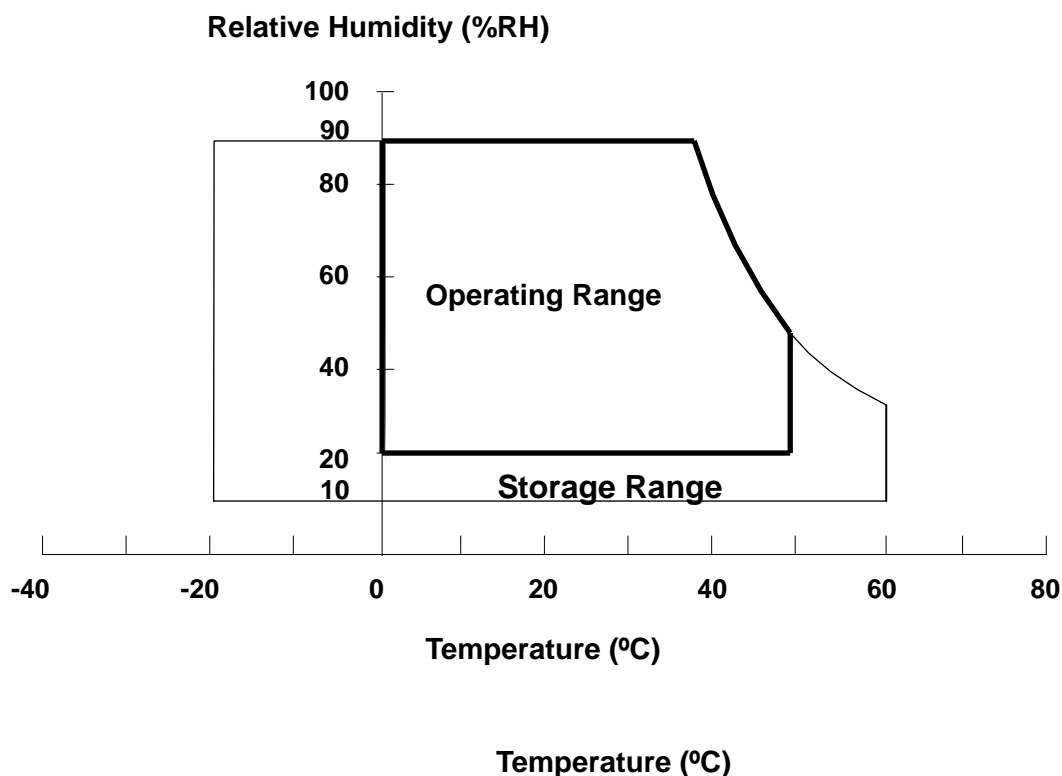 Relative Humidity (%RH)
100
90
80
60
Operating Range
40
20
10
Storage Range
-40 -20 0 20 40 60 80
Temperature (ºC)
Temperature (ºC)